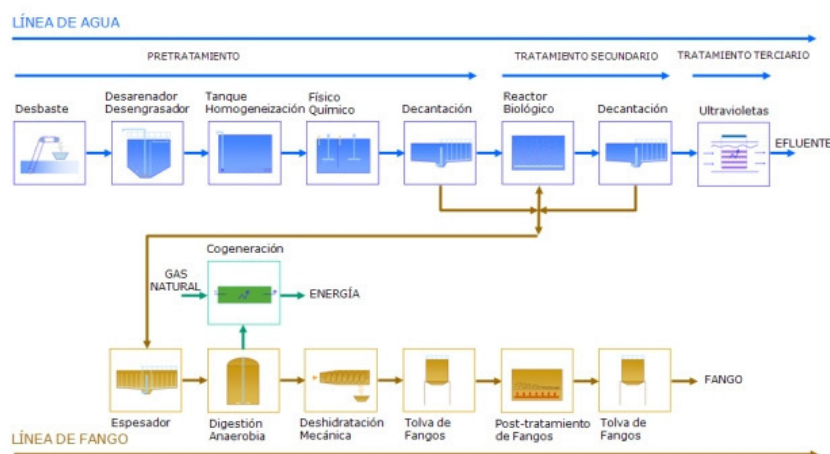 LÍNEA DE AGUA
PRETRATAMIENTO
TRATAMIENTO SECUNDARIO
TRATAMIENTO TERCIARIO
Desbaste
Desarenador
Desengrasador
Tanque
Homogeneización
Físico
Químico
Decantación
Reactor
Biológico
Decantación
Ultravioletas
EFLUENTE
Cogeneración
GAS
NATURAL
ENERGÍA
Espesador
Digestión
Anaerobia
Deshidratación
Mecánica
Tolva de
Fangos
Post-tratamiento
de Fangos
Tolva de
Fangos
FANGO
LÍNEA DE FANGO